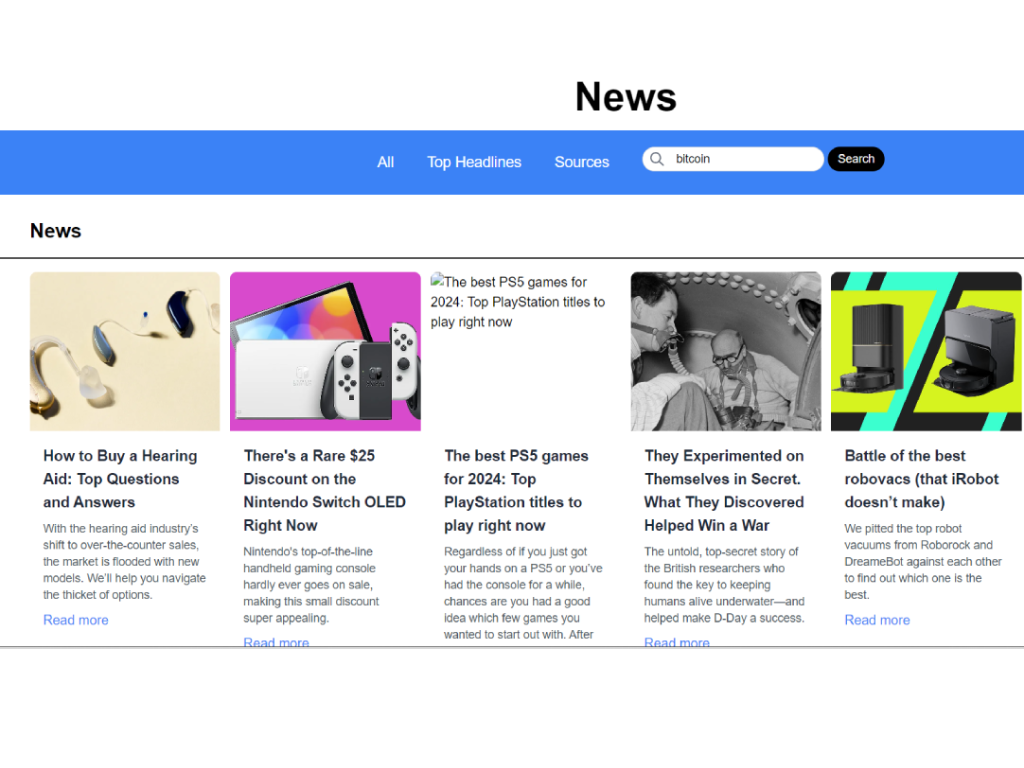 News
All
Top Headlines
Sources
bitcoin
Search
News
How to Buy a Hearing
Aid: Top Questions
and Answers
With the hearing aid industry’s
shift to over-the-counter sales,
the market is flooded with new
models. We’ll help you navigate
the thicket of options.
Read more
There's a Rare $25
Discount on the
Nintendo Switch OLED
Right Now
Nintendo's top-of-the-line
handheld gaming console
hardly ever goes on sale,
making this small discount
super appealing.
Read more
The best PS5 games for
2024: Top PlayStation titles to
play right now
The best PS5 games
for 2024: Top
PlayStation titles to
play right now
Regardless of if you just got
your hands on a PS5 or you’ve
had the console for a while,
chances are you had a good
idea which few games you
wanted to start out with. After
They Experimented on
Themselves in Secret.
What They Discovered
Helped Win a War
The untold, top-secret story of
the British researchers who
found the key to keeping
humans alive underwater—and
helped make D-Day a success.
Read more
Battle of the best
robovacs (that iRobot
doesn’t make)
We pitted the top robot
vacuums from Roborock and
DreameBot against each other
to find out which one is the
best.
Read more